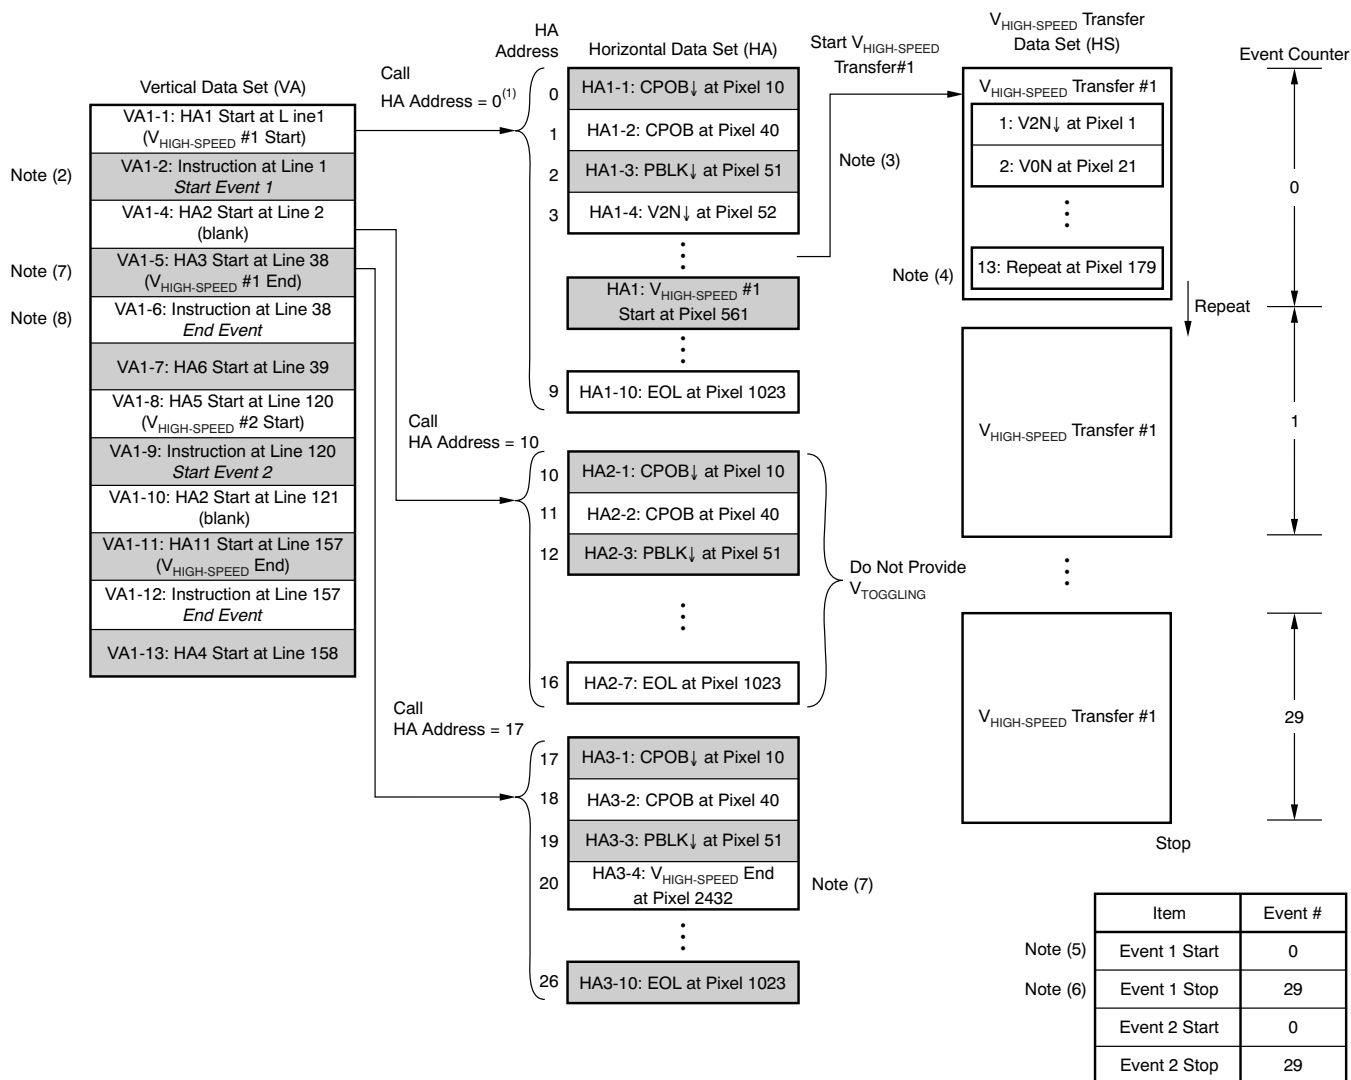 Vertical Data Set (VA)
VA1-1: HA1 Start at L ine1
(VHIGH-SPEED #1 Start)
Note (2)
VA1-2: Instruction at Line 1
Start Event 1
VA1-4: HA2 Start at Line 2
(blank)
Note (7)
VA1-5: HA3 Start at Line 38
(VHIGH-SPEED #1 End)
Note (8)
VA1-6: Instruction at Line 38
End Event
VA1-7: HA6 Start at Line 39
VA1-8: HA5 Start at Line 120
(VHIGH-SPEED #2 Start)
VA1-9: Instruction at Line 120
Start Event 2
VA1-10: HA2 Start at Line 121
(blank)
VA1-11: HA11 Start at Line 157
(VHIGH-SPEED End)
VA1-12: Instruction at Line 157
End Event
VA1-13: HA4 Start at Line 158
Call
HA Address = 0(1)
HA
Address
Horizontal Data Set (HA)
0
HA1-1: CPOB↓ at Pixel 10
1
HA1-2: CPOB at Pixel 40
2
HA1-3: PBLK↓ at Pixel 51
3
HA1-4: V2N↓ at Pixel 52
HA1: VHIGH-SPEED #1
Start at Pixel 561
9
HA1-10: EOL at Pixel 1023
Call
HA Address = 10
10
HA2-1: CPOB↓ at Pixel 10
11
HA2-2: CPOB at Pixel 40
12
HA2-3: PBLK↓ at Pixel 51
16
HA2-7: EOL at Pixel 1023
Do Not Provide
VTOGGLING
Call
HA Address = 17
17
HA3-1: CPOB↓ at Pixel 10
18
HA3-2: CPOB at Pixel 40
19
HA3-3: PBLK↓ at Pixel 51
20
HA3-4: VHIGH-SPEED End
at Pixel 2432
Note (7)
26
HA3-10: EOL at Pixel 1023
Start VHIGH-SPEED
Transfer#1
Note (3)
VHIGH-SPEED Transfer
Data Set (HS)
VHIGH-SPEED Transfer #1
1: V2N↓ at Pixel 1
2: V0N at Pixel 21
Note (4)
13: Repeat at Pixel 179
Repeat
VHIGH-SPEED Transfer #1
VHIGH-SPEED Transfer #1
Stop
Event Counter
0
1
29
Item Event #
Note (5) Event 1 Start 0
Note (6) Event 1 Stop 29
Event 2 Start 0
Event 2 Stop 29